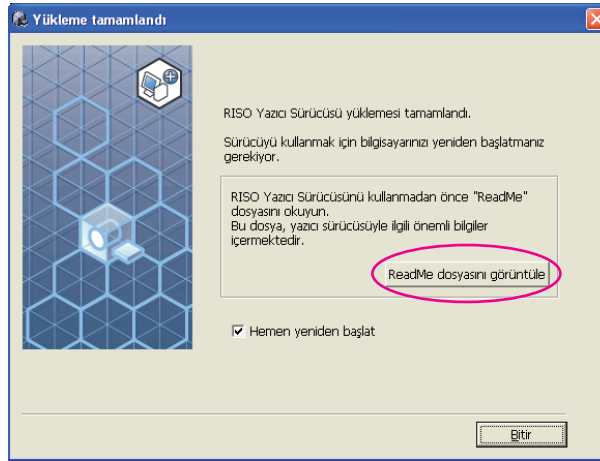 Yükleme tamamlandı
RISO Yazıcı Sürücüsü yüklemesi tamamlandı.
Sürücüyü kullanmak için bilgisayarınızı yeniden başlatmanız
gerekiyor.
RISO Yazıcı Sürücüsünü kullanmadan önce "ReadMe"
dosyasını okuyun.
Bu dosya, yazıcı sürücüsüyle ilgili önemli bilgiler
içermektedir.
ReadMe dosyasını görüntüle
Hemen yeniden başlat
Bitir